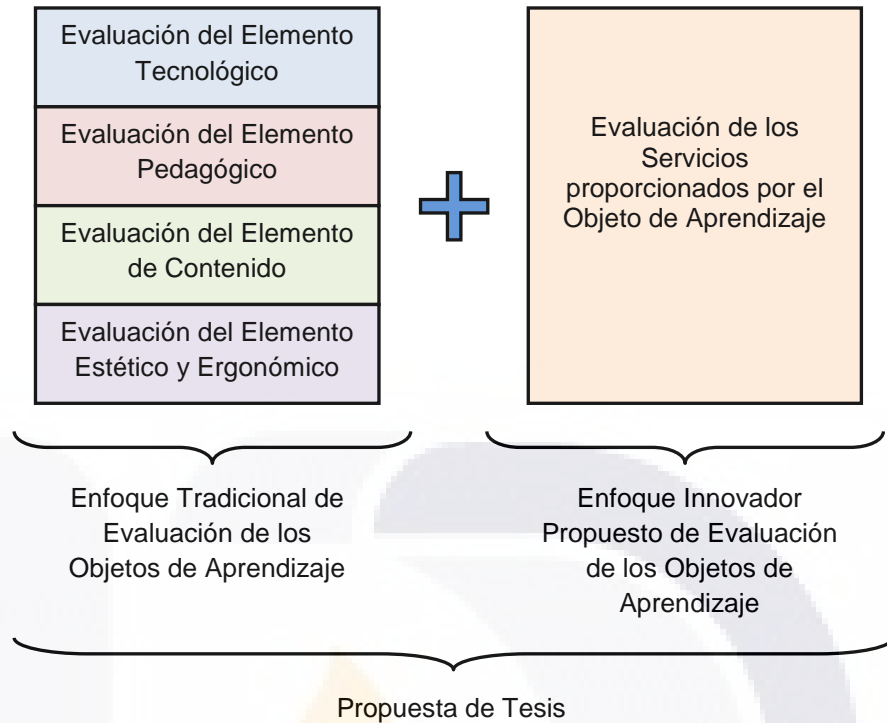 Evaluación del Elemento
Tecnológico
Evaluación del Elemento
Pedagógico
Evaluación del Elemento
de Contenido
Evaluación del Elemento
Estético y Ergonómico
Evaluación de los
Servicios
proporcionados por el
Objeto de Aprendizaje
Enfoque Tradicional de
Evaluación de los
Objetos de Aprendizaje
Enfoque Innovador
Propuesto de Evaluación
de los Objetos de
Aprendizaje
Propuesta de Tesis